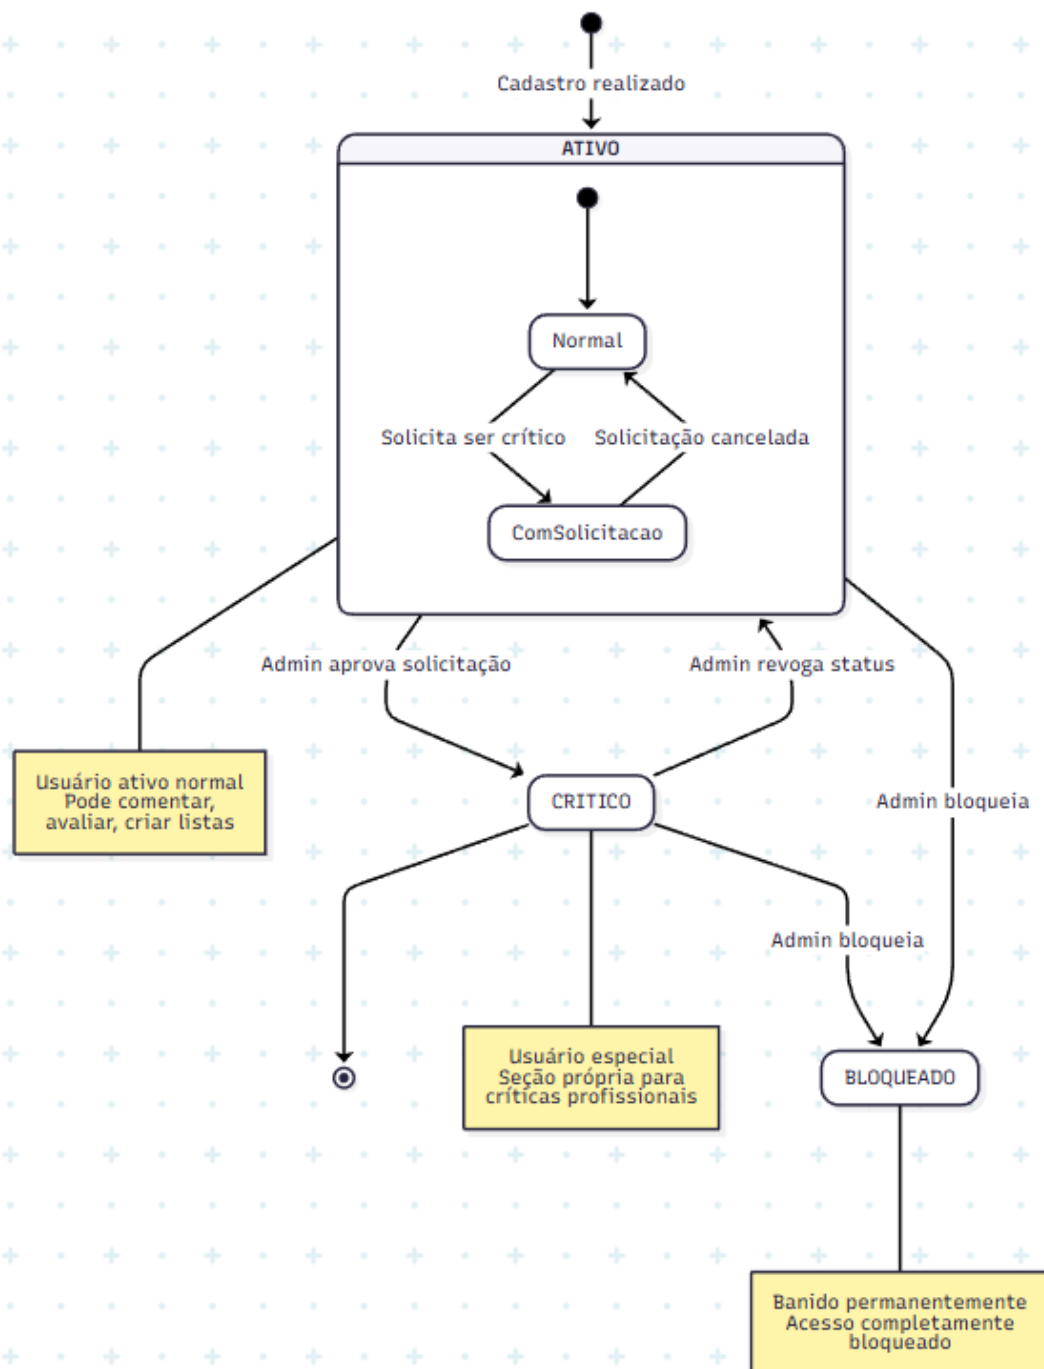 Cadastro realizado
ATIVO
Normal
Solicita ser crítico
Solicitação cancelada
ComSolicitacao
Admin aprova solicitação
Admin revoga status
Usuário ativo normal
Pode comentar,
avaliar, criar listas
CRITICO
Admin bloqueia
Admin bloqueia
Usuário especial
Seção própria para
críticas profissionais
BLOQUEADO
Banido permanentemente
Acesso completamente
bloqueado